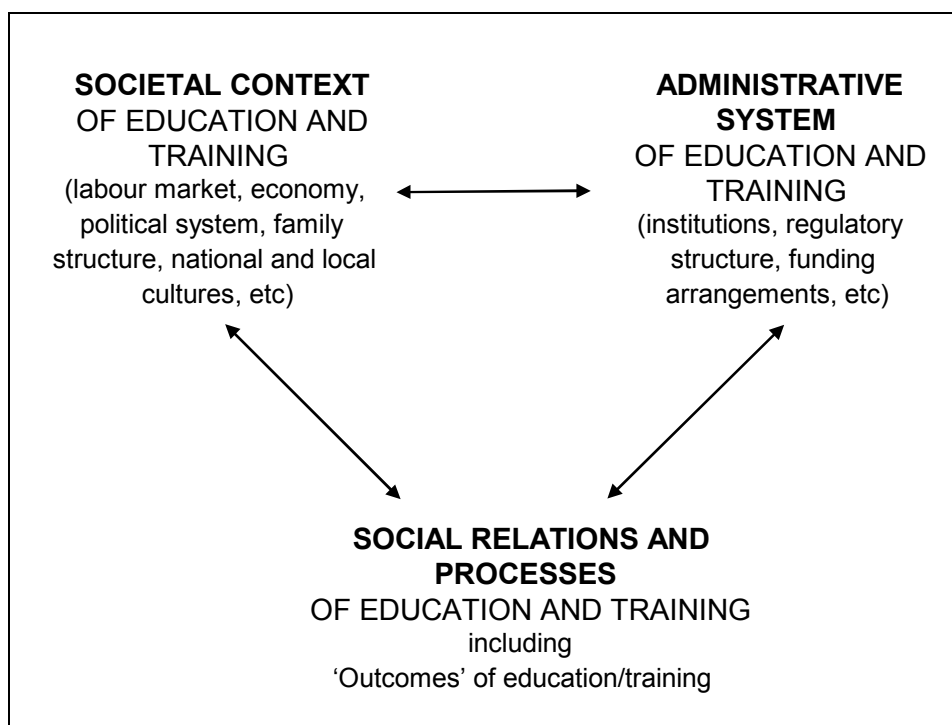 SOCIETAL CONTEXT
OF EDUCATION AND
TRAINING
(labour market, economy,
political system, family
structure, national and local
cultures, etc)
ADMINISTRATIVE
SYSTEM
OF EDUCATION AND
TRAINING
(institutions, regulatory
structure, funding
arrangements, etc)
SOCIAL RELATIONS AND
PROCESSES
OF EDUCATION AND TRAINING
including
‘Outcomes’ of education/training